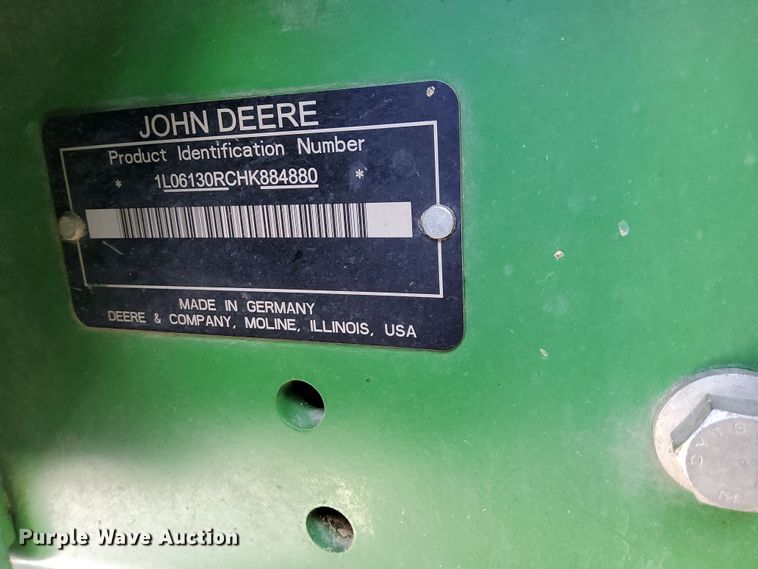 JOHN DEERE
Product Identification Number
* 1L06130RCHK884880 *
MADE IN GERMANY
DEERE & COMPANY, MOLINE, ILLINOIS, USA
Purple Wave Auction